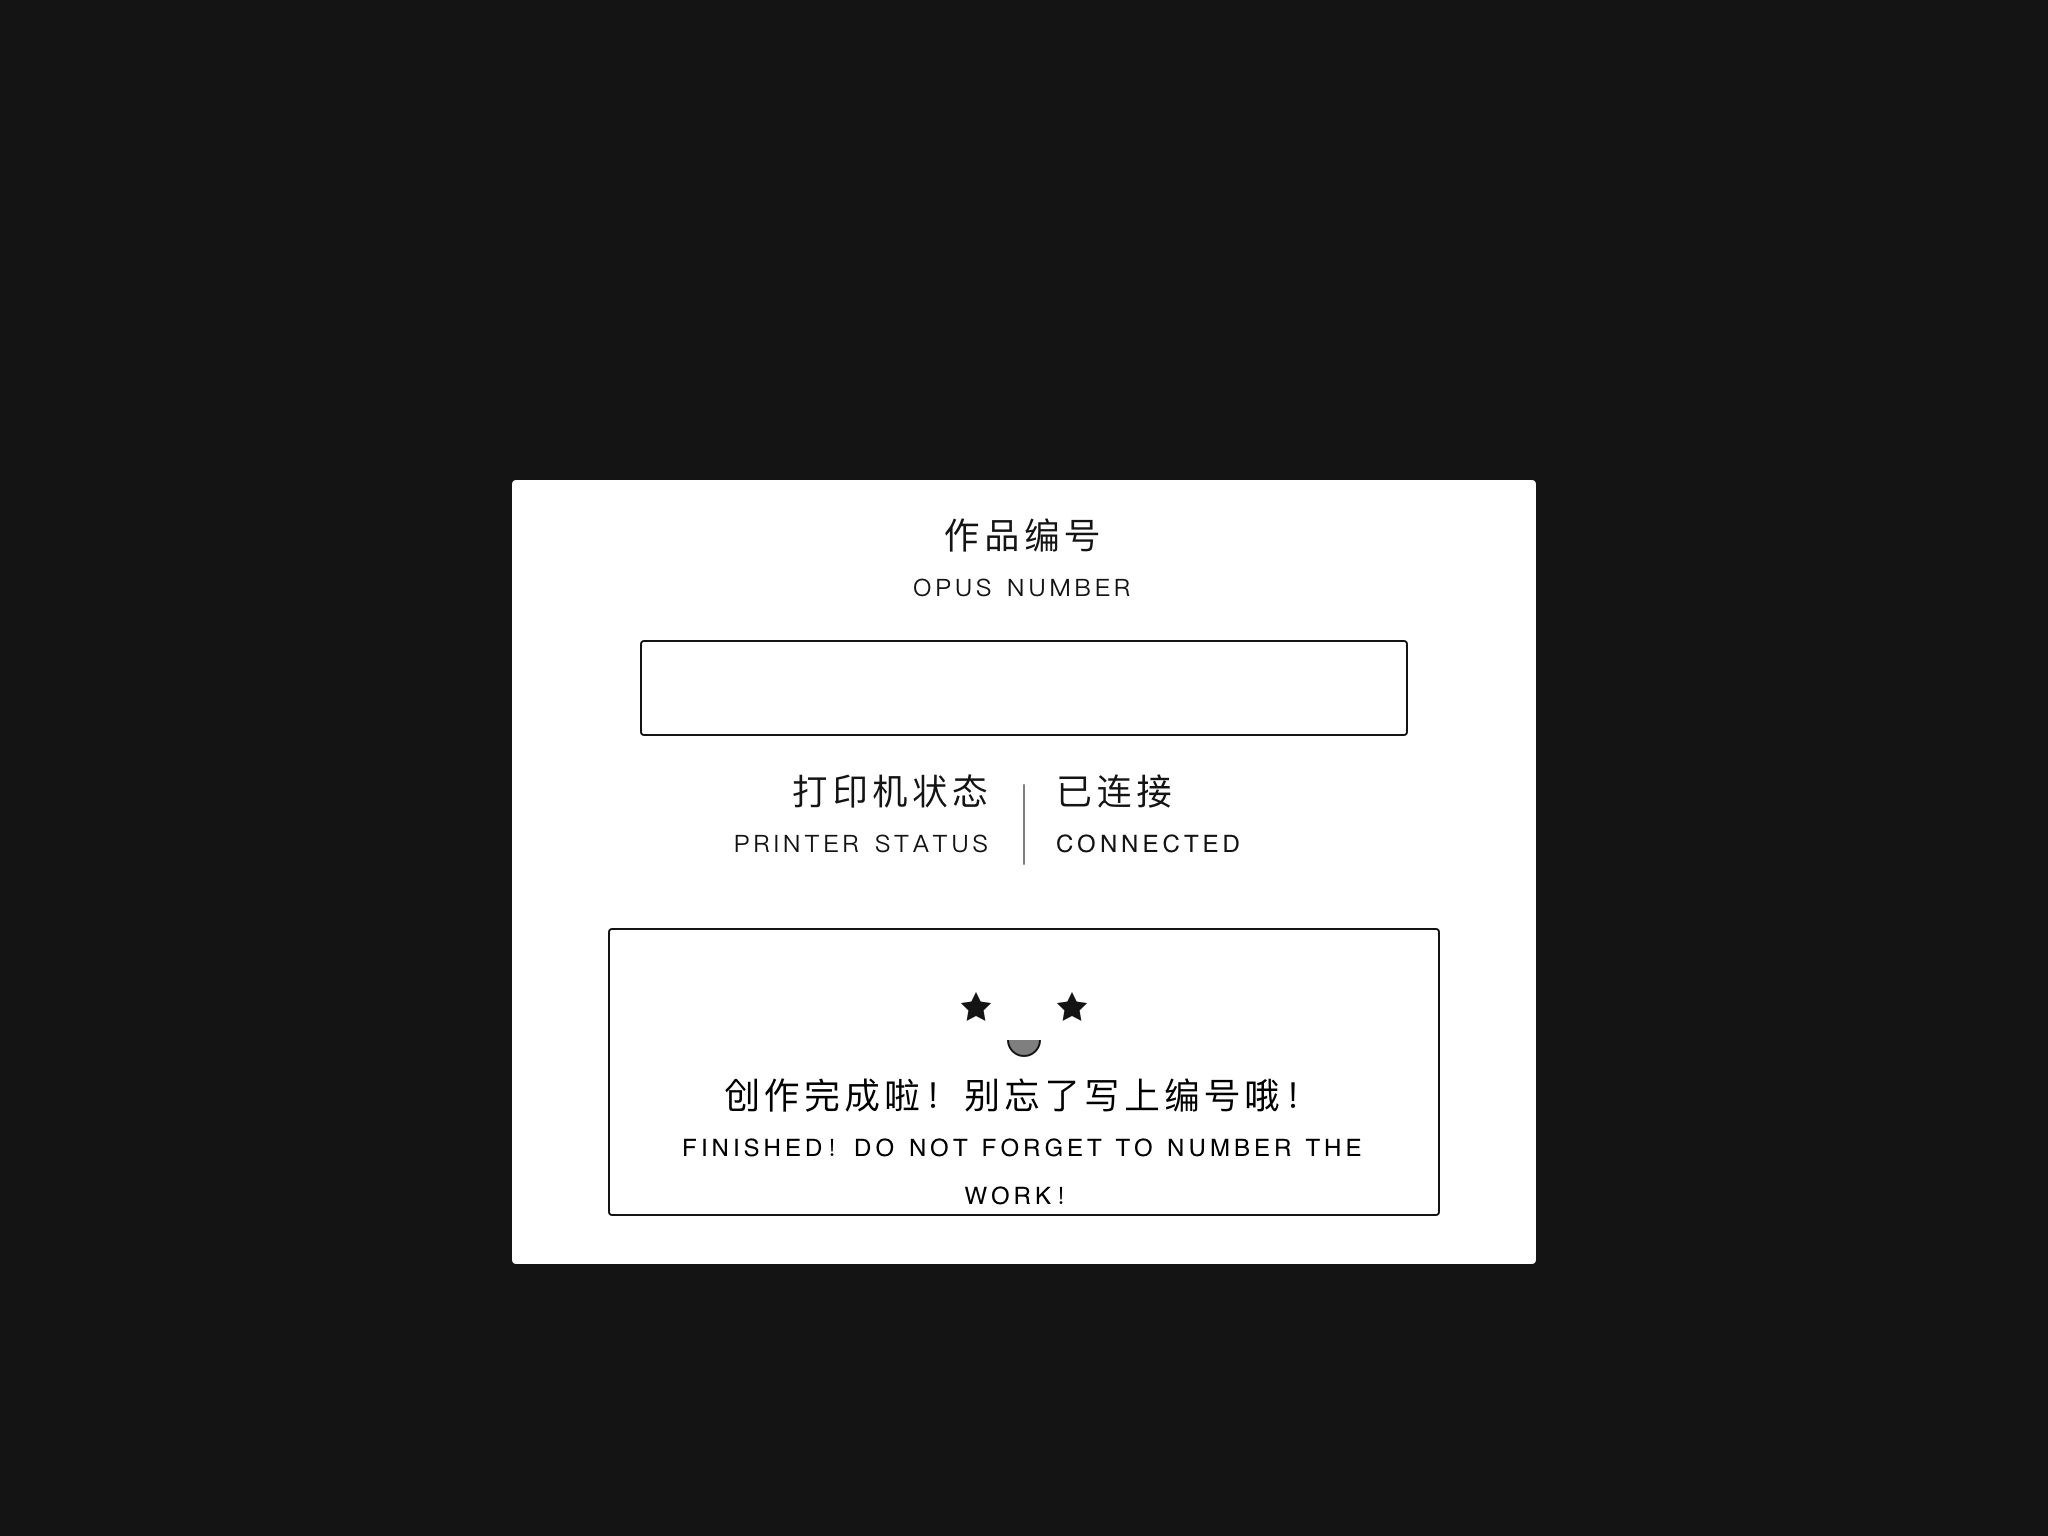 作品编号
OPUS NUMBER
打印机状态
PRINTER STATUS
已连接
CONNECTED
创作完成啦！别忘了写上编号哦！
FINISHED! DO NOT FORGET TO NUMBER THE
WORK!